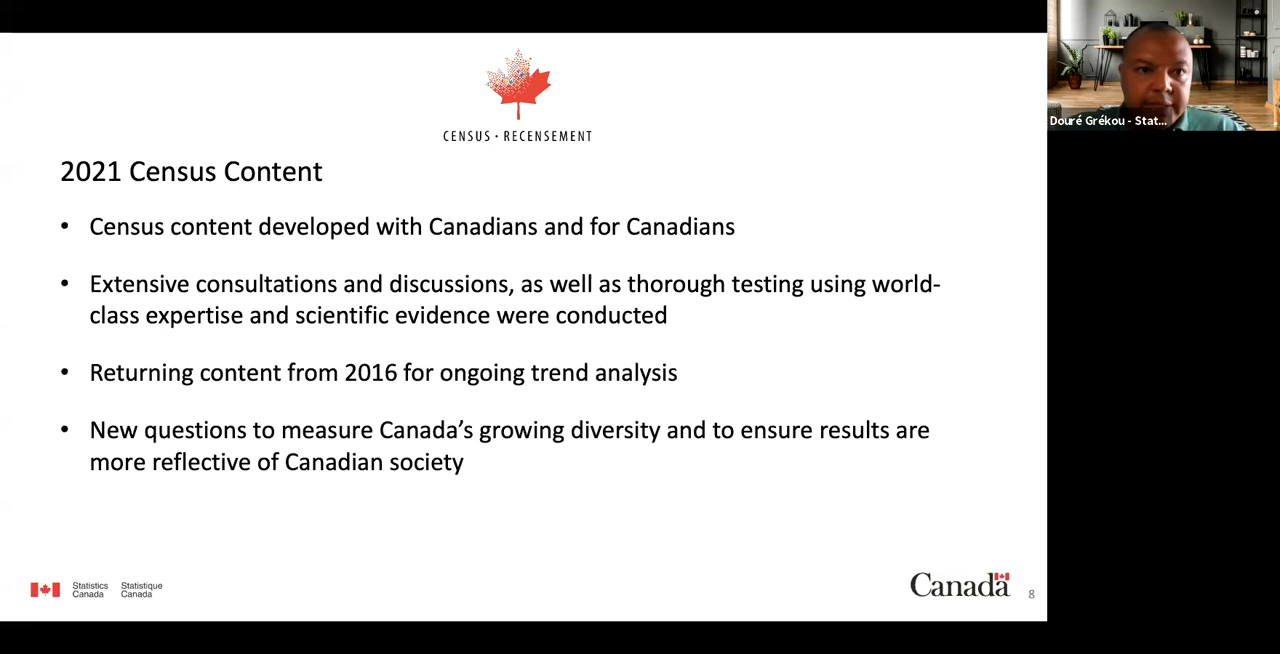 CENSUS · RECENSEMENT
Douré Grékou - Stat...
2021 Census Content
• Census content developed with Canadians and for Canadians
• Extensive consultations and discussions, as well as thorough testing using world-
class expertise and scientific evidence were conducted
• Returning content from 2016 for ongoing trend analysis
• New questions to measure Canada’s growing diversity and to ensure results are
more reflective of Canadian society
Statistics Statistique
Canada Canada
Canada
8